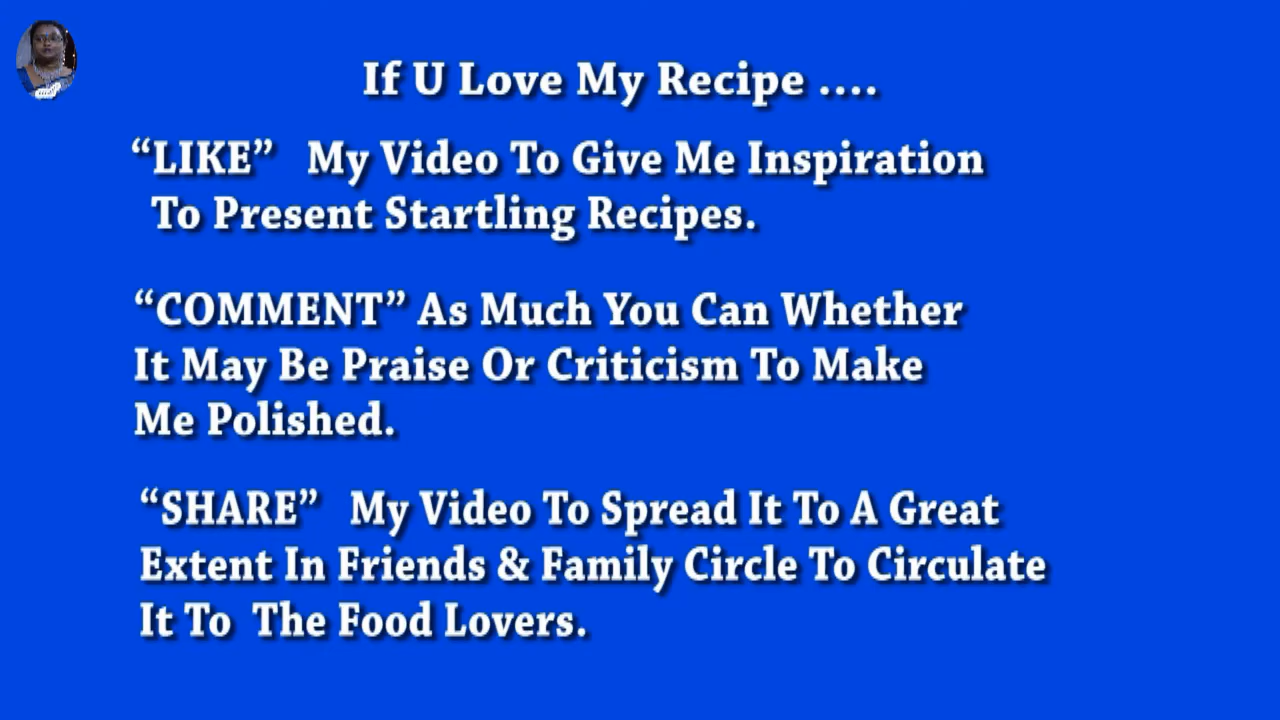 If U Love My Recipe ....
“LIKE” My Video To Give Me Inspiration
To Present Startling Recipes.
“COMMENT” As Much You Can Whether
It May Be Praise Or Criticism To Make
Me Polished.
“SHARE” My Video To Spread It To A Great
Extent In Friends & Family Circle To Circulate
It To The Food Lovers.